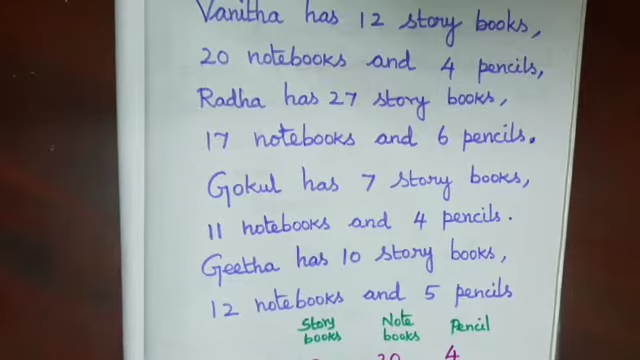 Vanitha has 12 story books,
20 notebooks and 4 pencils,
Radha has 27 story books,
17 notebooks and 6 pencils.
Gokul has 7 story books,
11 notebooks and 4 pencils.
Geetha has 10 story books,
12 notebooks and 5 pencils
Story books Note books Pencil
20 4